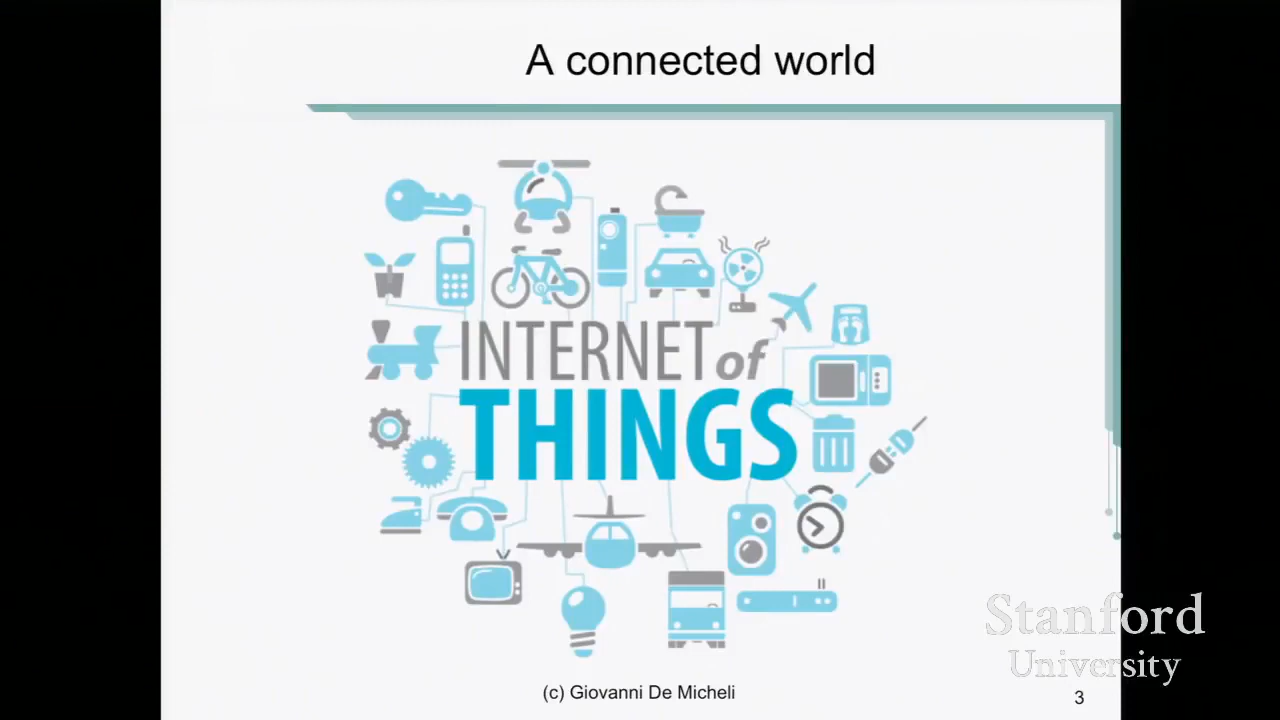 A connected world
INTERNET of
THINGS
Stanford
University
(c) Giovanni De Micheli
3